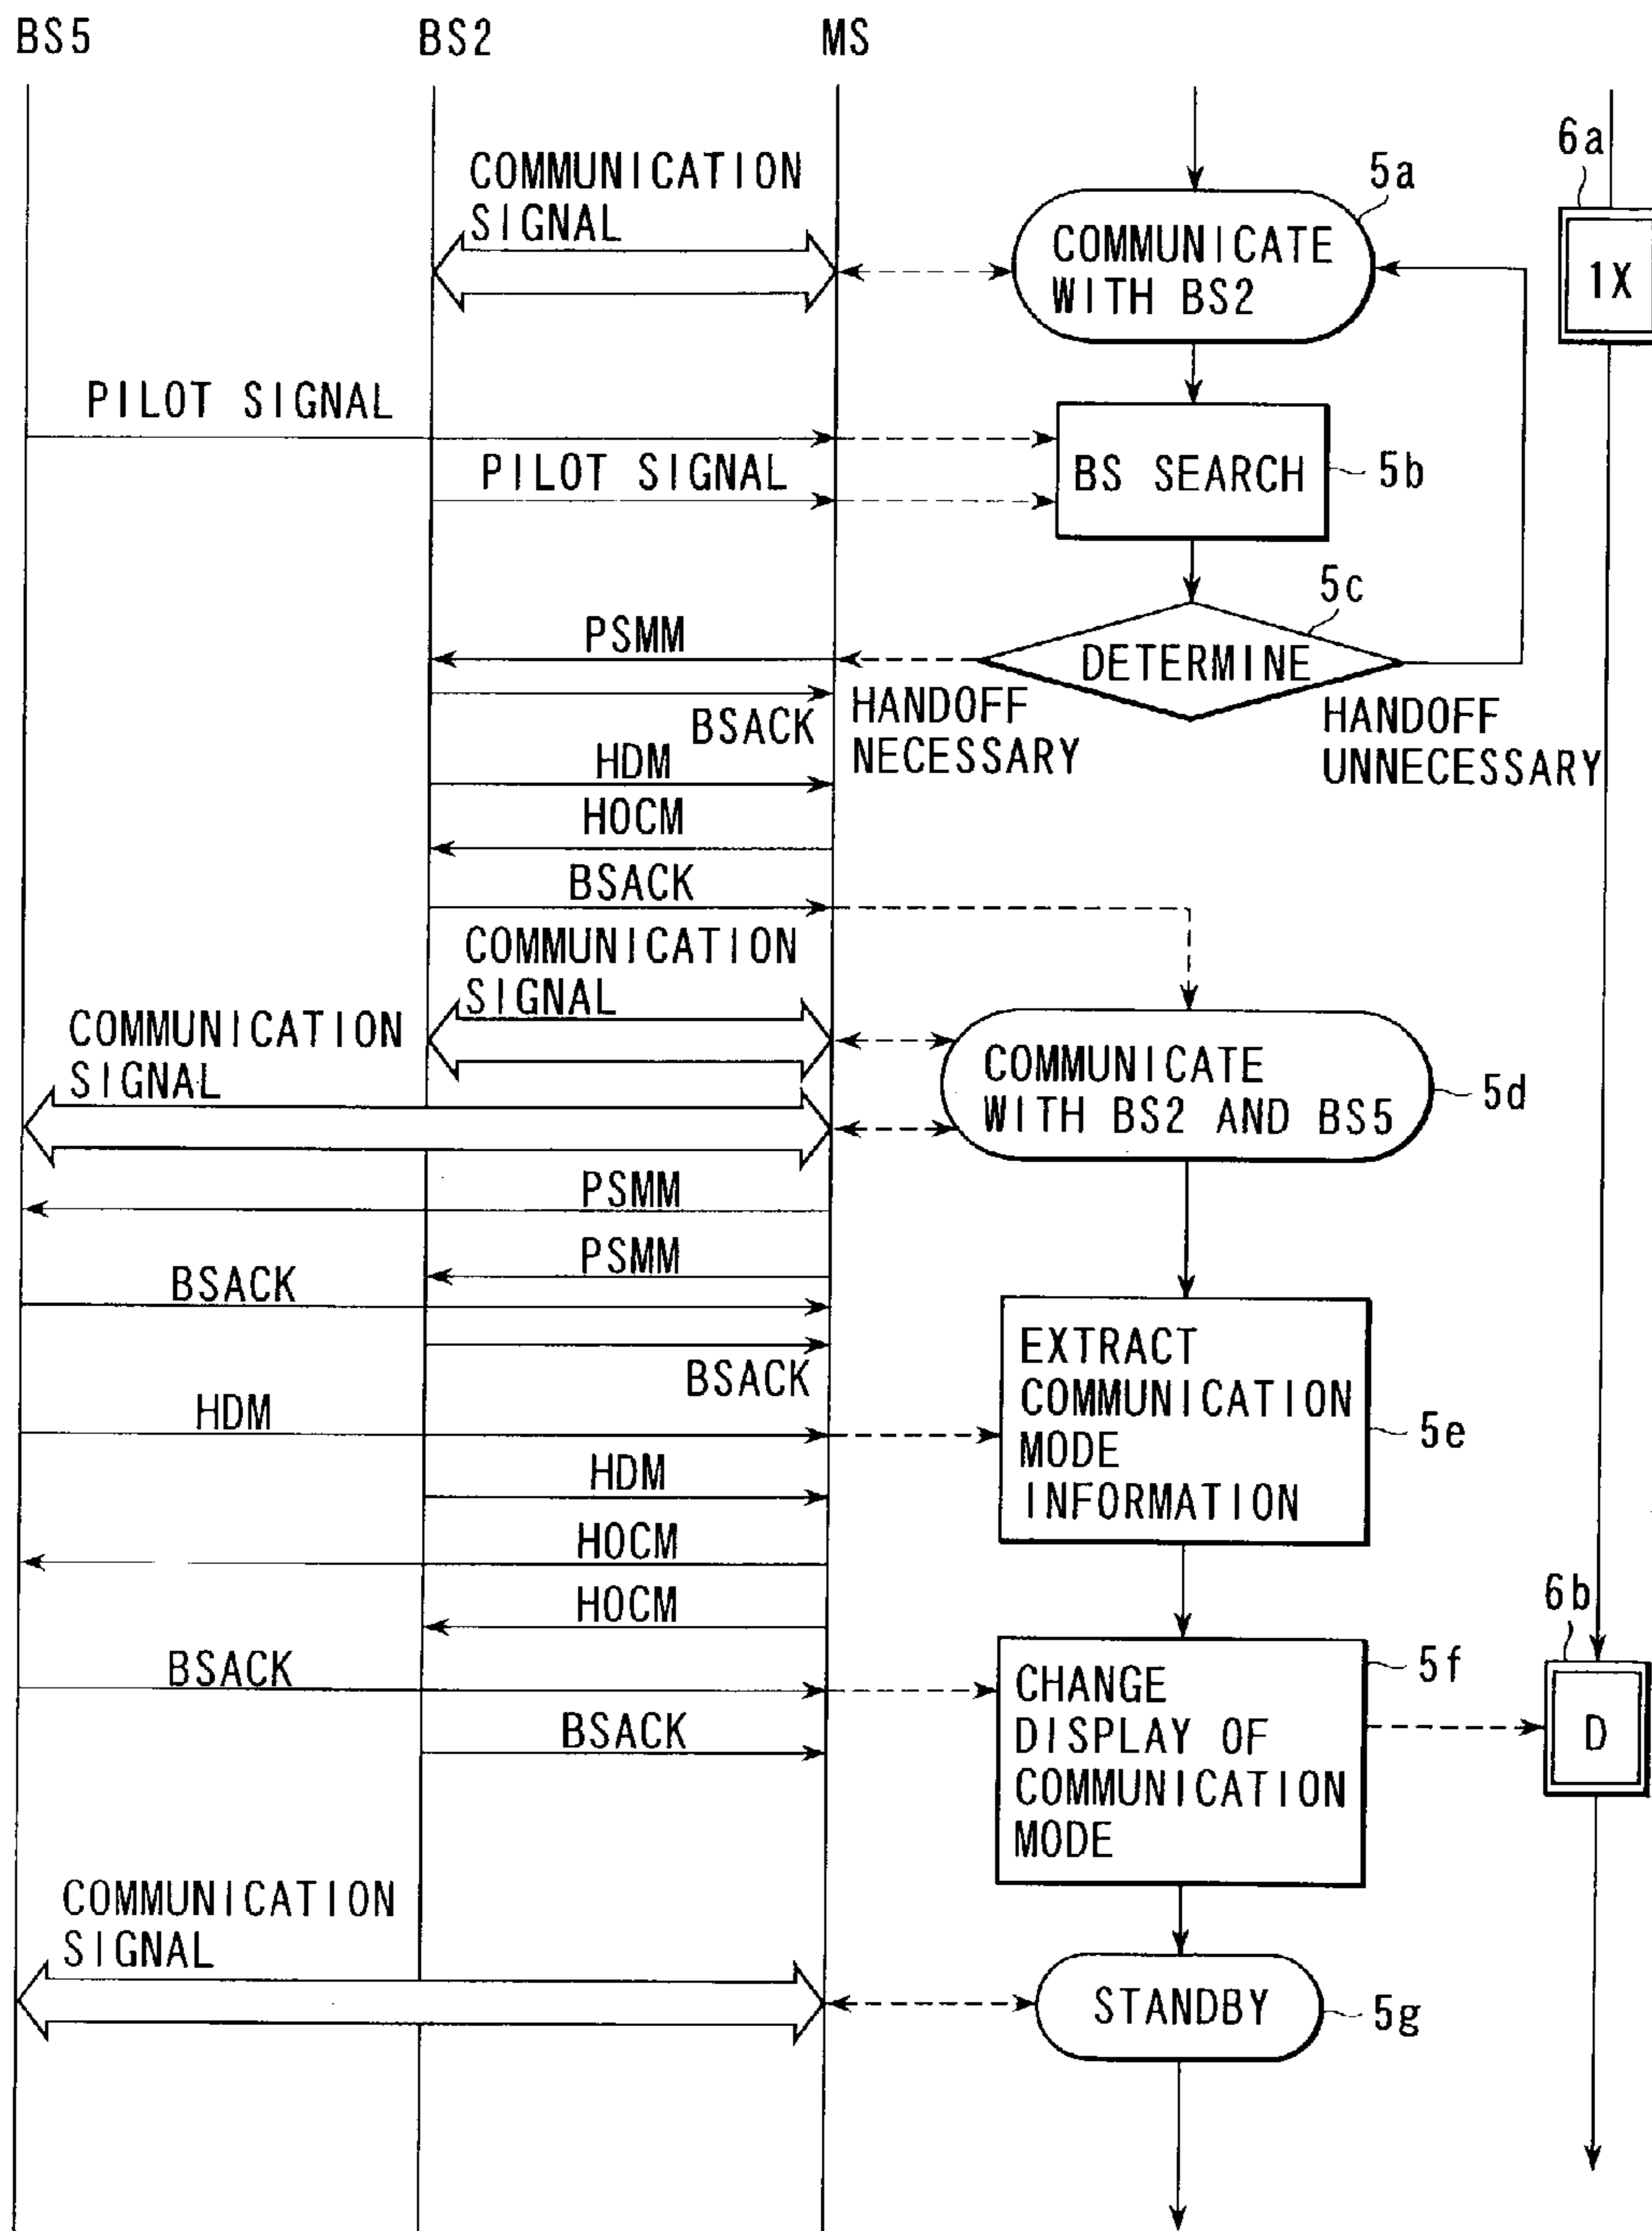 BS5
BS2
MS
6a
5a
COMMUNICATION
SIGNAL
COMMUNICATE
WITH BS2
1X
PILOT SIGNAL
PILOT SIGNAL
BS SEARCH
5b
5c
PSMM
DETERMINE
BSACK
HANDOFF
NECESSARY
HANDOFF
UNNECESSARY
HDM
HOCM
BSACK
COMMUNICATION
SIGNAL
COMMUNICATION
SIGNAL
COMMUNICATE
WITH BS2 AND BS5
5d
PSMM
PSMM
BSACK
BSACK
EXTRACT
COMMUNICATION
MODE
INFORMATION
5e
HDM
HDM
HOCM
HOCM
6b
BSACK
BSACK
CHANGE
DISPLAY OF
COMMUNICATION
MODE
5f
D
COMMUNICATION
SIGNAL
STANDBY
5g